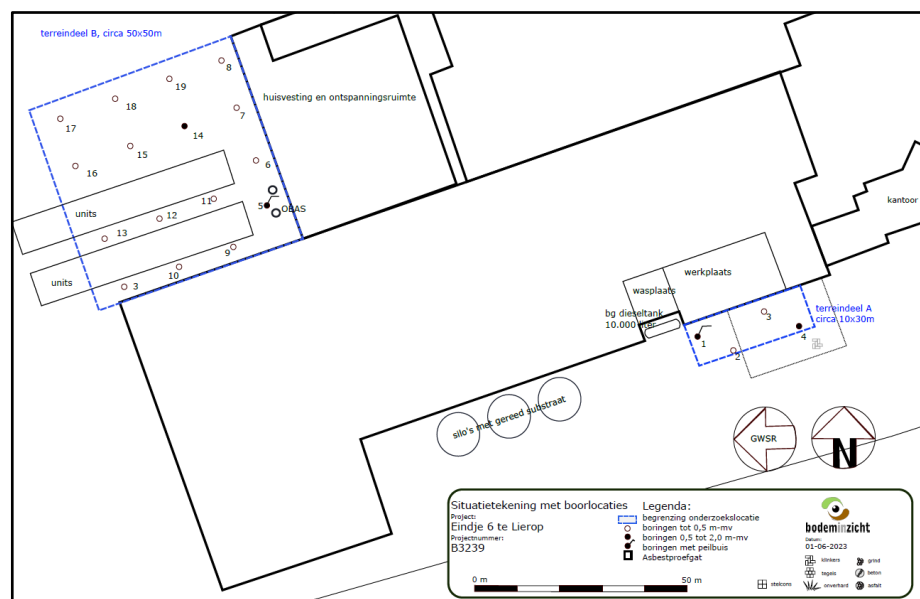 terreindeel B, circa 50x50m
8
19
18
huisvesting en ontspanningsruimte
7
17
14
15
6
16
kantoor
units
11
5
OBAS
12
13
9
werkplaats
units
10
wasplaats
3
bg dieseltank
10.000 liter
terreindeel A
circa 10x30m
3
1
4
2
silo's met gereed substraat
GWSR
N
Situatietekening met boorlocaties
Project:
Eindje 6 te Lierop
Projectnummer:
B3239
0 m
50 m
Legenda:
begrenzing onderzoekslocatie
boringen tot 0,5 m-mv
boringen 0,5 tot 2,0 m-mv
boringen met peilbuis
Asbestproefgat
stelcons
bodeminzicht
Datum:
01-06-2023
klinkers
grind
tegels
beton
onverhard
asfalt